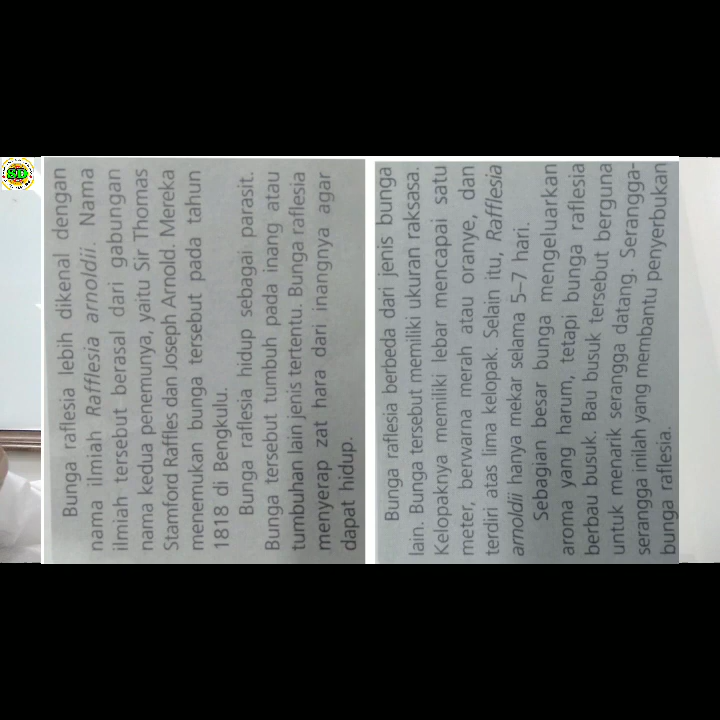 SD
Bunga raflesia lebih dikenal dengan
nama ilmiah Rafflesia arnoldii. Nama
ilmiah tersebut berasal dari gabungan
nama kedua penemunya, yaitu Sir Thomas
Stamford Raffles dan Joseph Arnold. Mereka
menemukan bunga tersebut pada tahun
1818 di Bengkulu.
Bunga raflesia hidup sebagai parasit.
Bunga tersebut tumbuh pada inang atau
tumbuhan lain jenis tertentu. Bunga raflesia
menyerap zat hara dari inangnya agar
dapat hidup.
Bunga raflesia berbeda dari jenis bunga
lain. Bunga tersebut memiliki ukuran raksasa.
Kelopaknya memiliki lebar mencapai satu
meter, berwarna merah atau oranye, dan
terdiri atas lima kelopak. Selain itu, Rafflesia
arnoldii hanya mekar selama 5–7 hari.
Sebagian besar bunga mengeluarkan
aroma yang harum, tetapi bunga raflesia
berbau busuk. Bau busuk tersebut berguna
untuk menarik serangga datang. Serangga-
serangga inilah yang membantu penyerbukan
bunga raflesia.